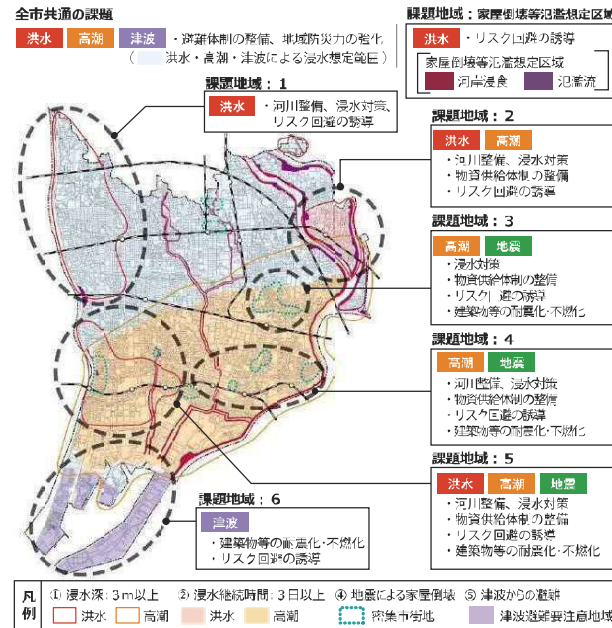 全市共通の課題
洪水 高潮 津波 ・避難体制の整備、地域防災力の強化
（ 洪水・高潮・津波による浸水想定範囲）
課題地域：家屋倒壊等氾濫想定区域
洪水 ・リスク回避の誘導
家屋倒壊等氾濫想定区域
河岸浸食 氾濫流
課題地域：1
洪水 ・河川整備、浸水対策、
リスク回避の誘導
課題地域：2
洪水 高潮
・河川整備、浸水対策
・物資供給体制の整備
・リスク回避の誘導
課題地域：3
高潮 地震
・浸水対策
・物資供給体制の整備
・リスク回避の誘導
・建築物等の耐震化・不燃化
課題地域：4
高潮 地震
・河川整備、浸水対策
・物資供給体制の整備
・リスク回避の誘導
・建築物等の耐震化・不燃化
課題地域：5
洪水 高潮 地震
・河川整備、浸水対策
・物資供給体制の整備
・リスク回避の誘導
・建築物等の耐震化・不燃化
課題地域：6
津波
・建築物等の耐震化・不燃化
・リスク回避の誘導
凡例
① 浸水深：3m以上 ② 浸水継続時間：3日以上 ④ 地震による家屋倒壊 ⑤ 津波からの避難
洪水 高潮 洪水 高潮 密集市街地 津波避難要注意地域